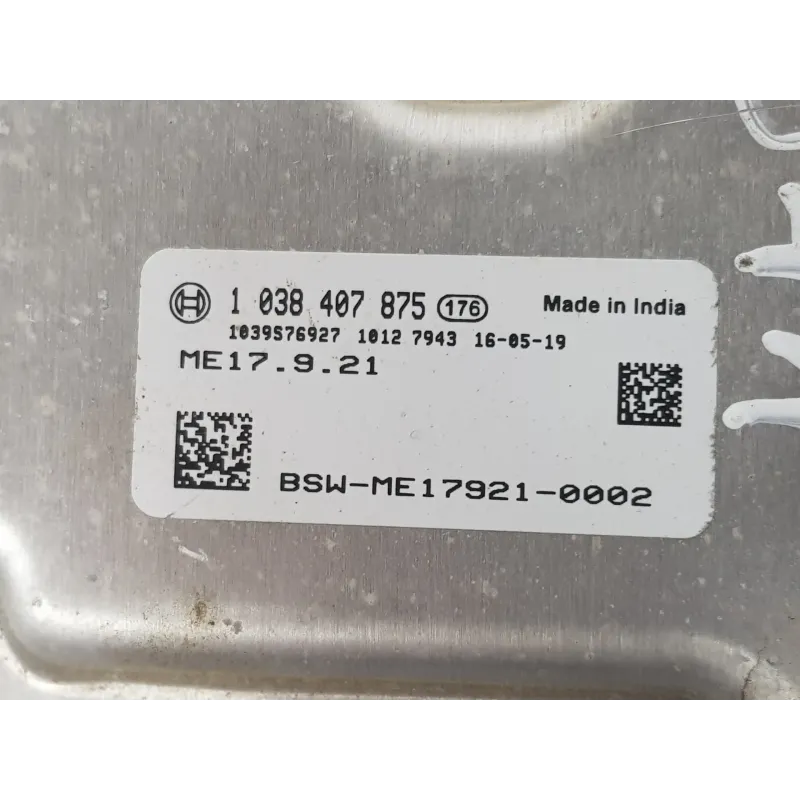 1 038 407 875 176 Made in India
1039S76927 1012 7943 16-05-19
ME17.9.21
BSW-ME17921-0002